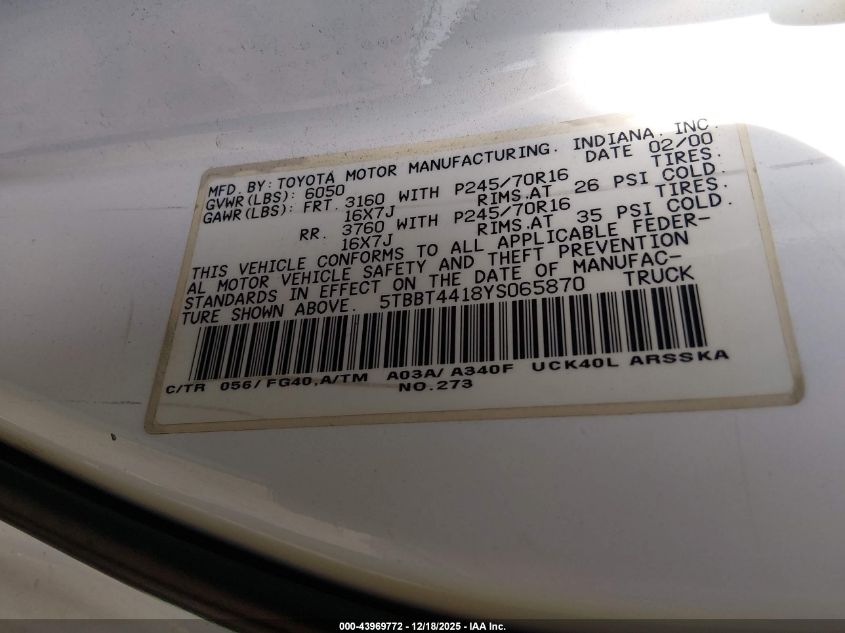 MFD. BY: TOYOTA MOTOR MANUFACTURING. INDIANA. INC.
GVWR(LBS): 6050 DATE 02/00
GAWR(LBS): FRT. 3160 WITH P245/70R16 TIRES.
16X7J RIMS.AT 26 PSI COLD.
RR. 3760 WITH P245/70R16 TIRES.
16X7J RIMS.AT 35 PSI COLD.
THIS VEHICLE CONFORMS TO ALL APPLICABLE FEDER-
AL MOTOR VEHICLE SAFETY AND THEFT PREVENTION
STANDARDS IN EFFECT ON THE DATE OF MANUFAC-
TURE SHOWN ABOVE. 5TBBT4418YS065870 TRUCK
C/TR 056/FG40,A/TM A03A/A340F UCK40L ARSSKA
NO.273
000-43969772 - 12/18/2025 - IAA Inc.